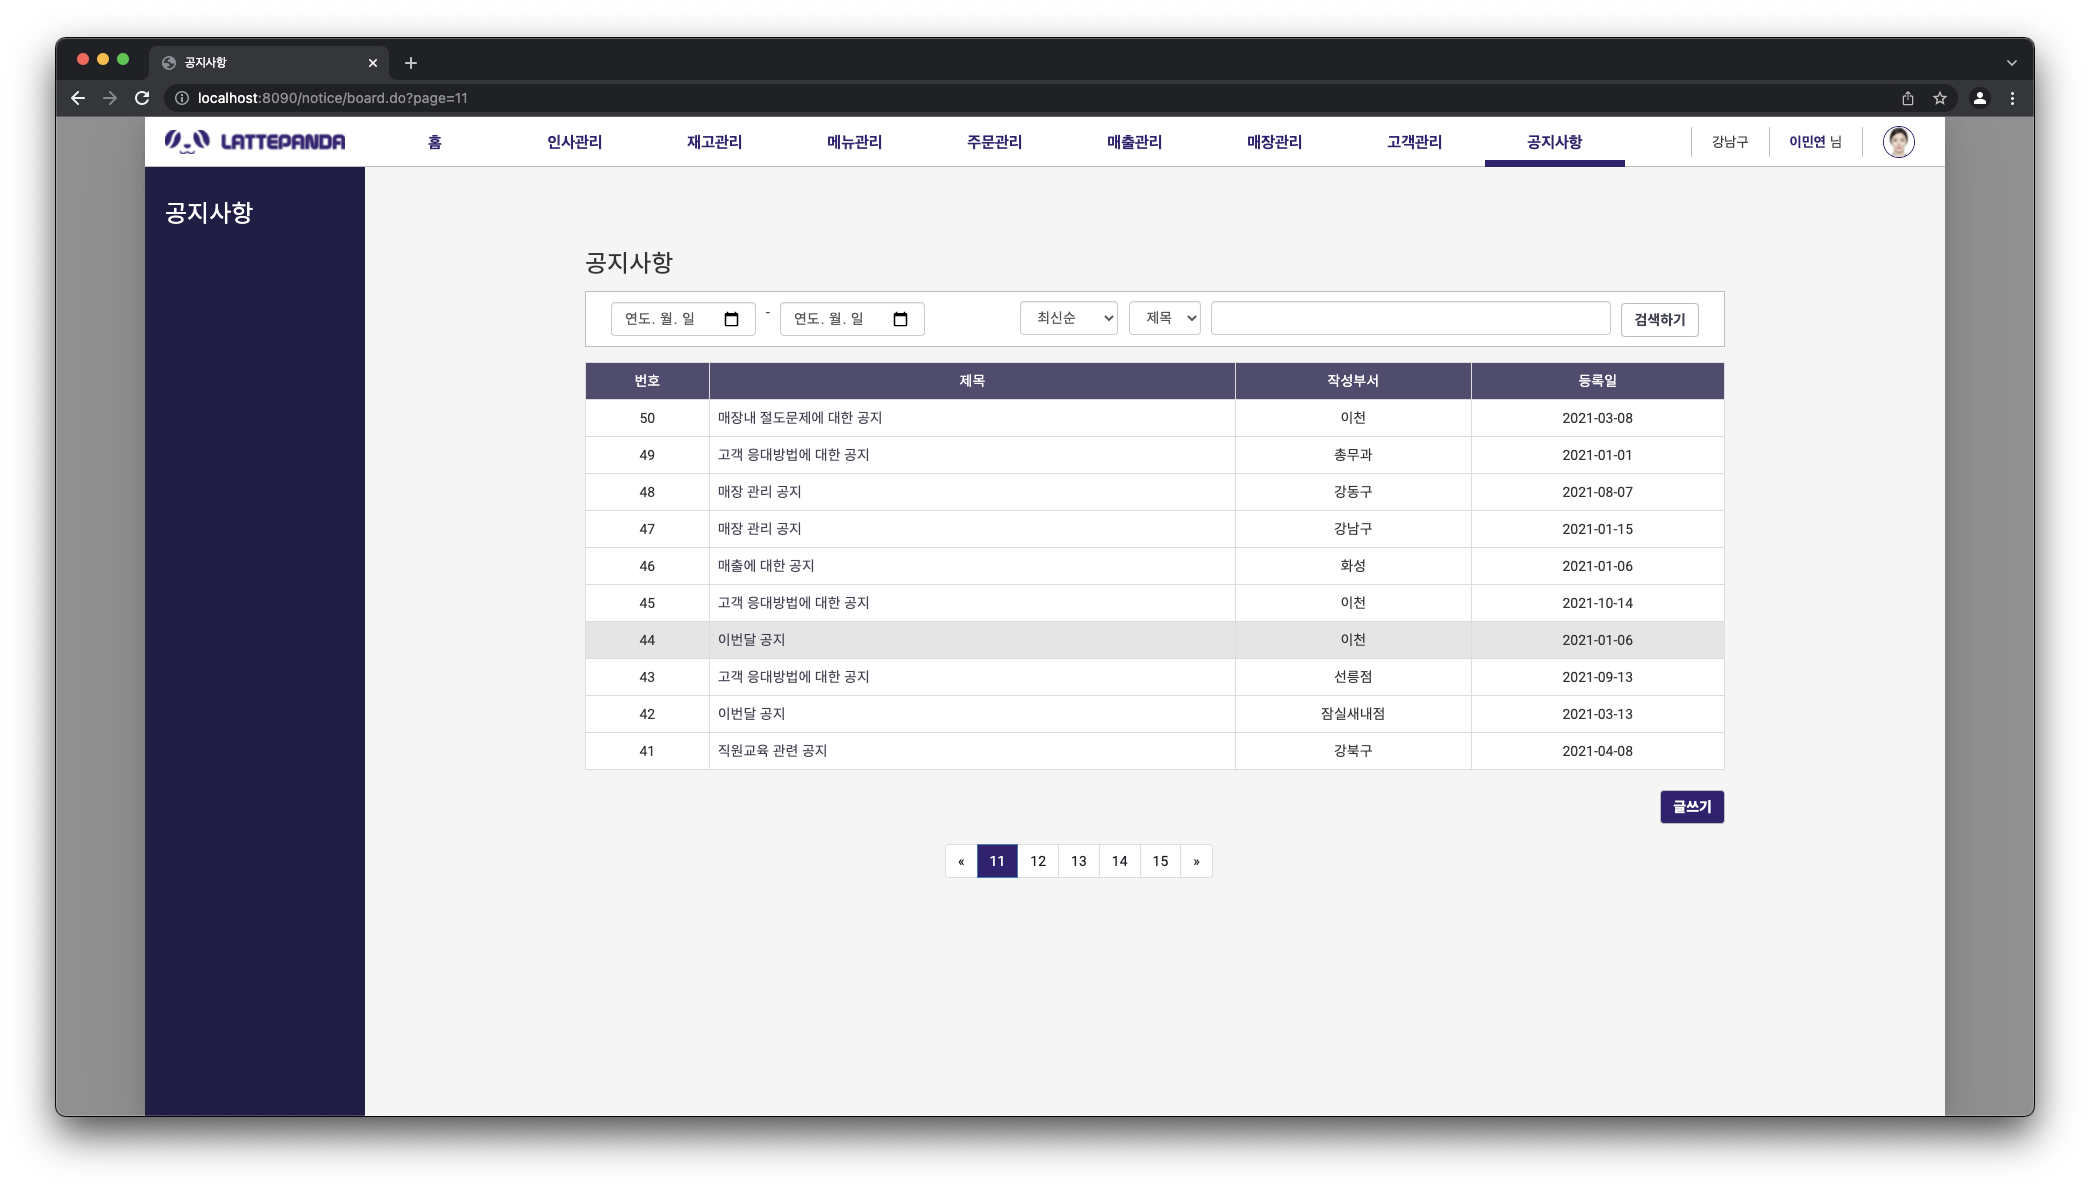 공지사항
localhost:8090/notice/board.do?page=11
LATTEPANDA 홈 인사관리 재고관리 메뉴관리 주문관리 매출관리 매장관리 고객관리 공지사항 강남구 이민연 님
공지사항
공지사항
연도. 월. 일 - 연도. 월. 일 최신순 제목 검색하기
번호 제목 작성부서 등록일
50 매장내 절도문제에 대한 공지 이천 2021-03-08
49 고객 응대방법에 대한 공지 총무과 2021-01-01
48 매장 관리 공지 강동구 2021-08-07
47 매장 관리 공지 강남구 2021-01-15
46 매출에 대한 공지 화성 2021-01-06
45 고객 응대방법에 대한 공지 이천 2021-10-14
44 이번달 공지 이천 2021-01-06
43 고객 응대방법에 대한 공지 선릉점 2021-09-13
42 이번달 공지 잠실새내점 2021-03-13
41 직원교육 관련 공지 강북구 2021-04-08
글쓰기
« 11 12 13 14 15 »